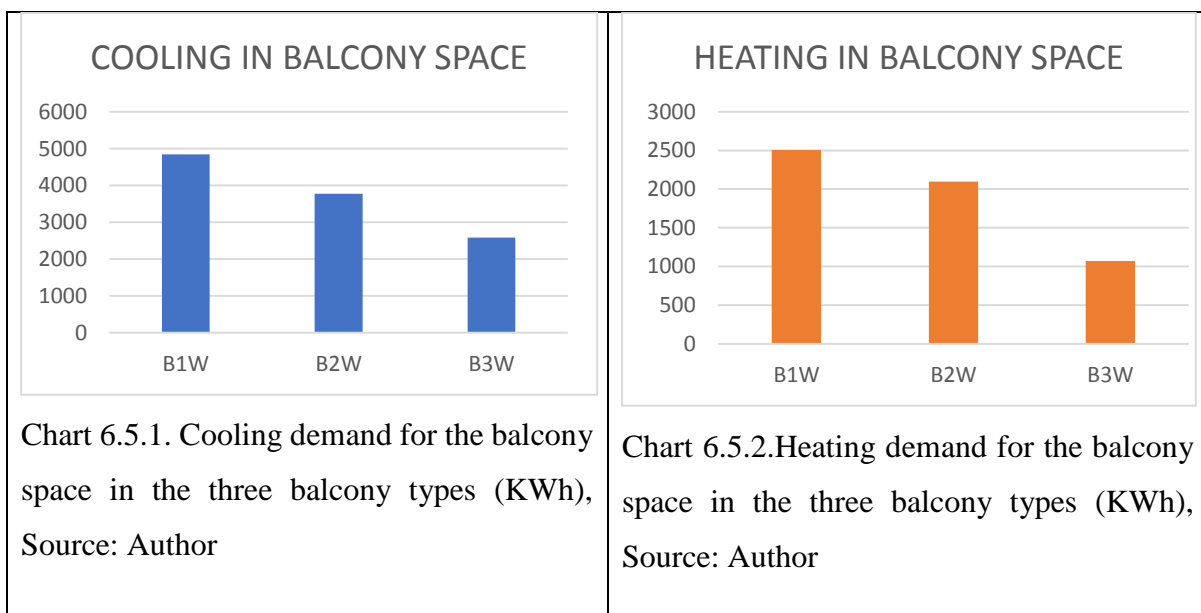 COOLING IN BALCONY SPACE
6000
5000
4000
3000
2000
1000
0
B1W B2W B3W
Chart 6.5.1. Cooling demand for the balcony
space in the three balcony types (KWh),
Source: Author
HEATING IN BALCONY SPACE
3000
2500
2000
1500
1000
500
0
B1W B2W B3W
Chart 6.5.2.Heating demand for the balcony
space in the three balcony types (KWh),
Source: Author